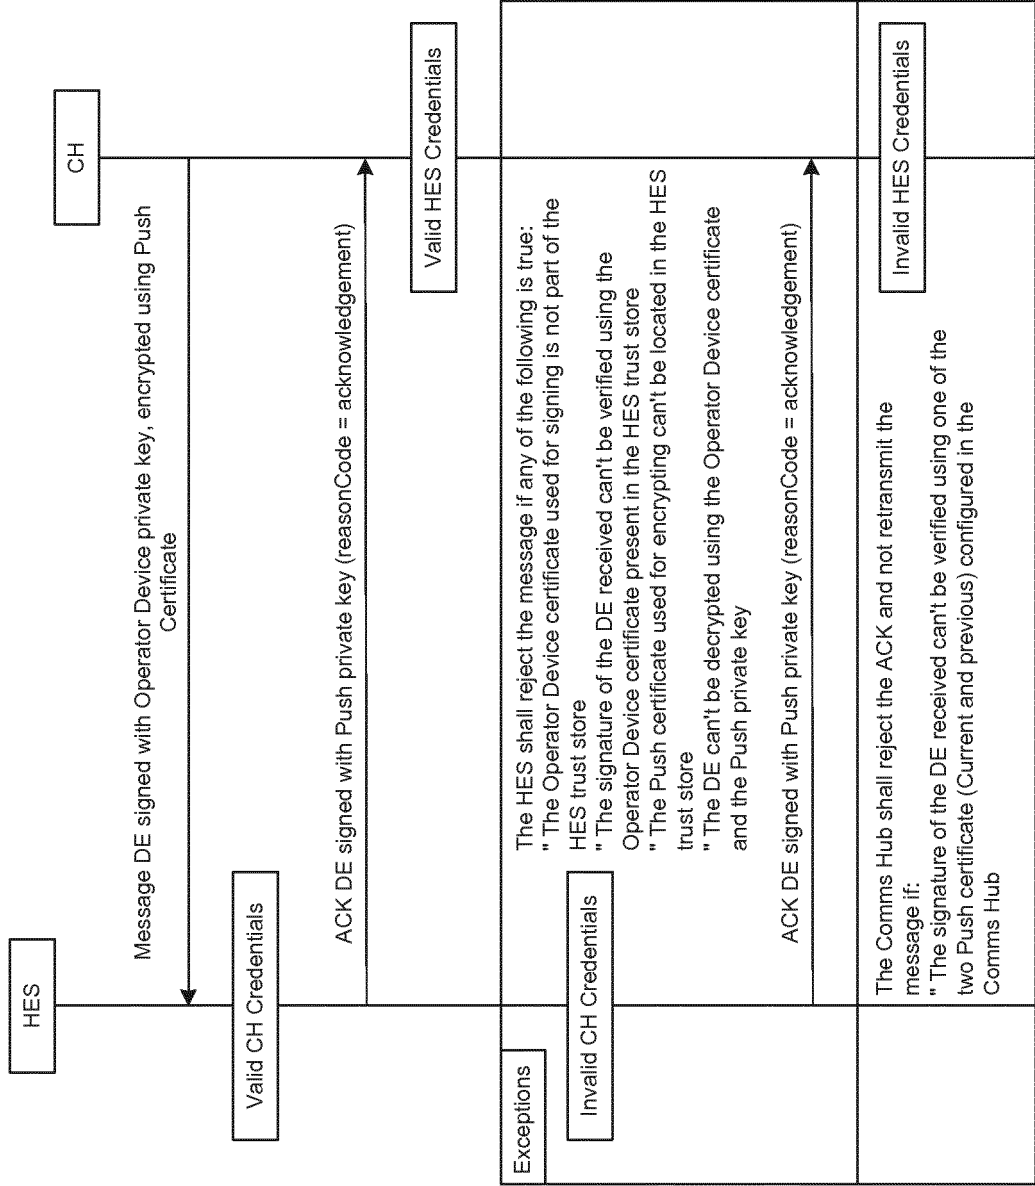 HES
CH
Message DE signed with Operator Device private key, encrypted using Push
Certificate
Valid CH Credentials
ACK DE signed with Push private key (reasonCode = acknowledgement)
Valid HES Credentials
Exceptions
The HES shall reject the message if any of the following is true:
" The Operator Device certificate used for signing is not part of the
HES trust store
" The signature of the DE received can't be verified using the
Operator Device certificate present in the HES trust store
" The Push certificate used for encrypting can't be located in the HES
trust store
" The DE can't be decrypted using the Operator Device certificate
and the Push private key
Invalid CH Credentials
ACK DE signed with Push private key (reasonCode = acknowledgement)
Invalid HES Credentials
The Comms Hub shall reject the ACK and not retransmit the
message if:
" The signature of the DE received can't be verified using one of the
two Push certificate (Current and previous) configured in the
Comms Hub